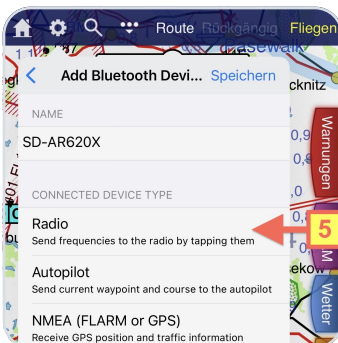 Route Rückgängig Fliegen
Add Bluetooth Devi... Speichern
NAME
SD-AR620X
CONNECTED DEVICE TYPE
Radio
Send frequencies to the radio by tapping them
5
Autopilot
Send current waypoint and course to the autopilot
NMEA (FLARM or GPS)
Receive GPS position and traffic information
Warnungen
Wetter
cknitz